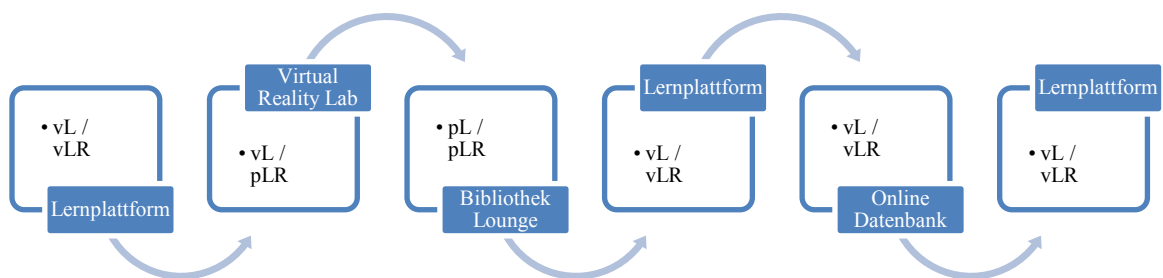 • vL /
vLR
Lernplattform
Virtual
Reality Lab
• vL /
pLR
• pL /
pLR
Bibliothek
Lounge
Lernplattform
• vL /
vLR
• vL /
vLR
Online
Datenbank
Lernplattform
• vL /
vLR